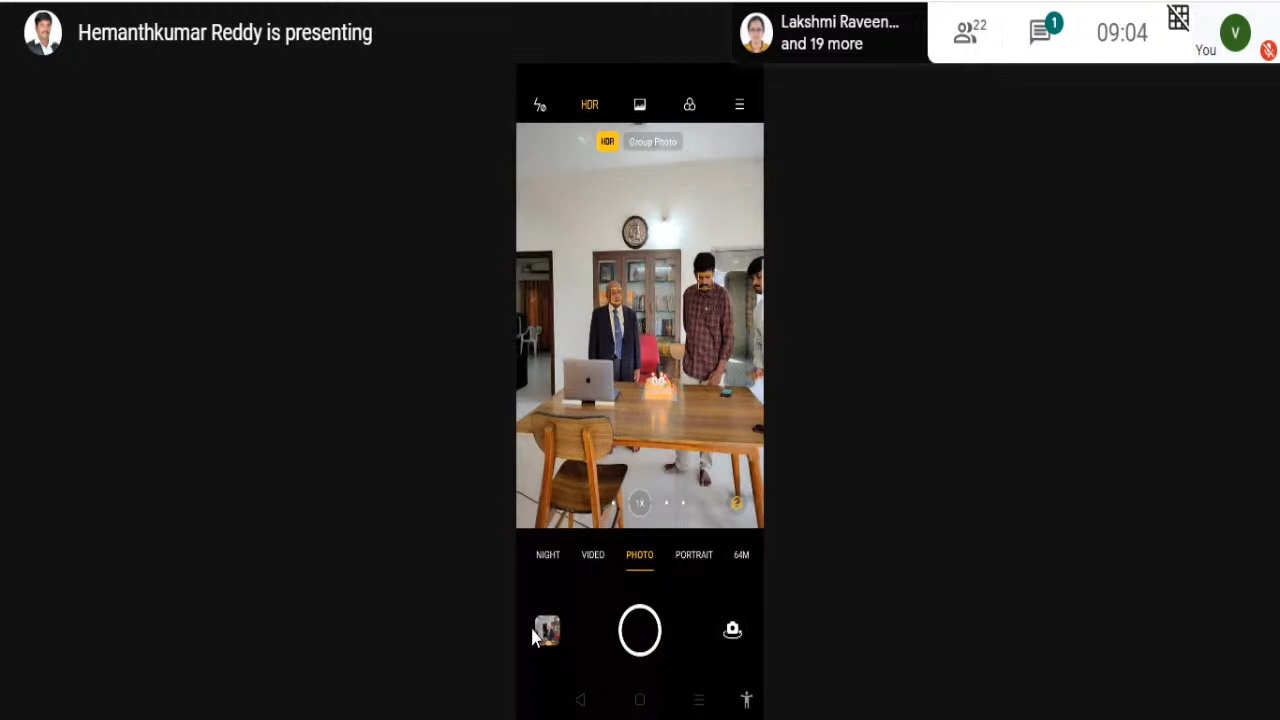 Hemanthkumar Reddy is presenting
Lakshmi Raveen...
and 19 more
22
1
09:04
You
V
HDR
HDR Group Photo
1X
NIGHT VIDEO PHOTO PORTRAIT 64M